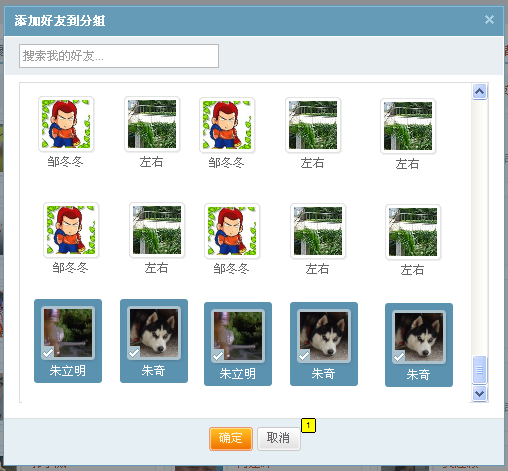 添加好友到分组
搜索我的好友...
邹冬冬 左右 邹冬冬 左右 左右
邹冬冬 左右 邹冬冬 左右 左右
朱立明 朱奇 朱立明 朱奇 朱奇
确定 取消 1